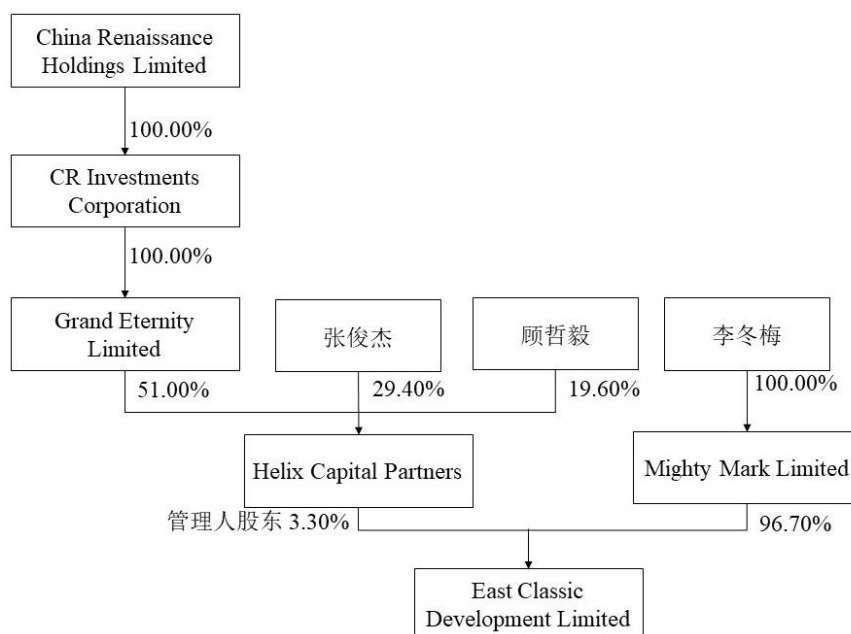 China Renaissance
Holdings Limited
100.00%
CR Investments
Corporation
100.00%
Grand Eternity
Limited
张俊杰
顾哲毅
李冬梅
51.00%
29.40%
19.60%
100.00%
Helix Capital Partners
Mighty Mark Limited
管理人股东 3.30%
96.70%
East Classic
Development Limited